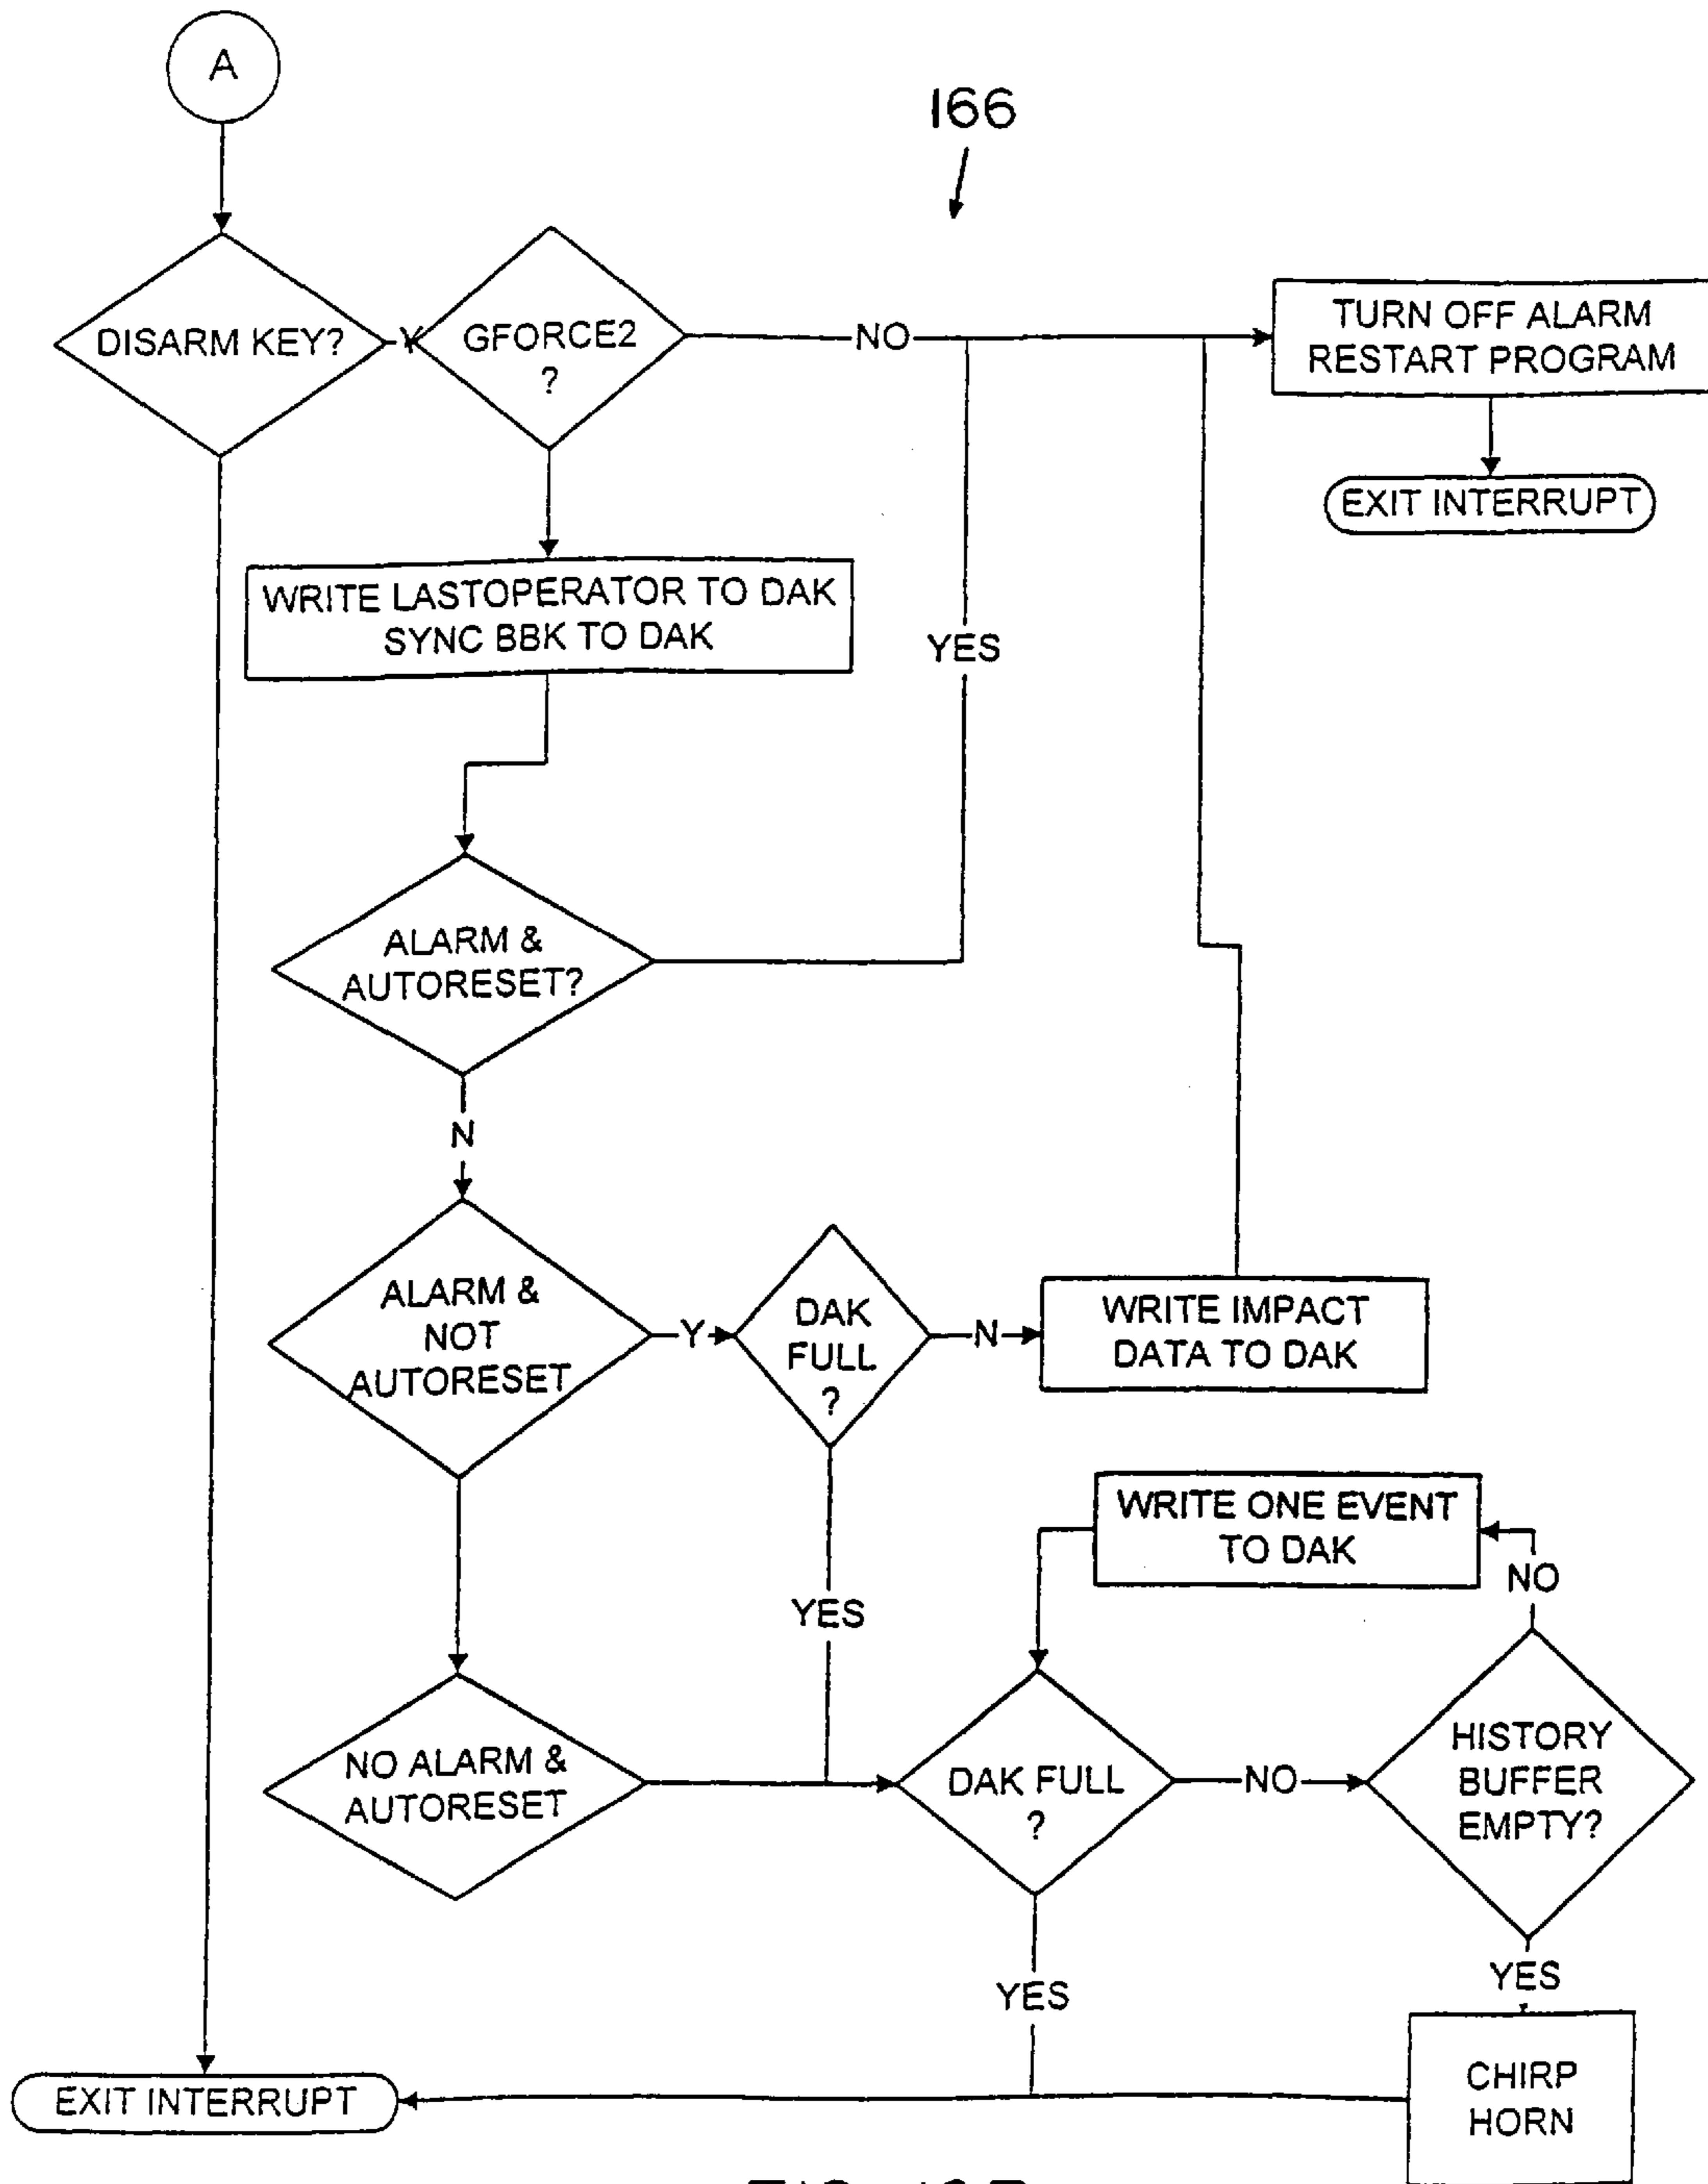 A
166
DISARM KEY?
Y
GFORCE2
?
NO
TURN OFF ALARM
RESTART PROGRAM
EXIT INTERRUPT
WRITE LASTOPERATOR TO DAK
SYNC BBK TO DAK
YES
ALARM &
AUTORESET?
N
ALARM &
NOT
AUTORESET
Y
DAK
FULL
?
N
WRITE IMPACT
DATA TO DAK
WRITE ONE EVENT
TO DAK
NO
YES
NO ALARM &
AUTORESET
DAK FULL
?
NO
HISTORY
BUFFER
EMPTY?
YES
YES
EXIT INTERRUPT
CHIRP
HORN